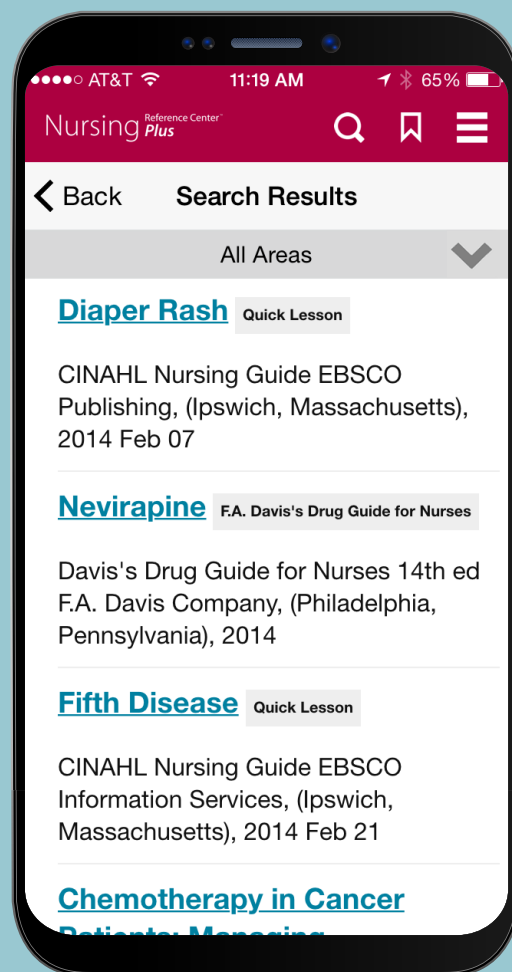 AT&T 11:19 AM 65%
Nursing Reference Center™ Plus
Back Search Results
All Areas
Diaper Rash Quick Lesson
CINAHL Nursing Guide EBSCO
Publishing, (Ipswich, Massachusetts),
2014 Feb 07
Nevirapine F.A. Davis's Drug Guide for Nurses
Davis's Drug Guide for Nurses 14th ed
F.A. Davis Company, (Philadelphia,
Pennsylvania), 2014
Fifth Disease Quick Lesson
CINAHL Nursing Guide EBSCO
Information Services, (Ipswich,
Massachusetts), 2014 Feb 21
Chemotherapy in Cancer
Patients: Managing